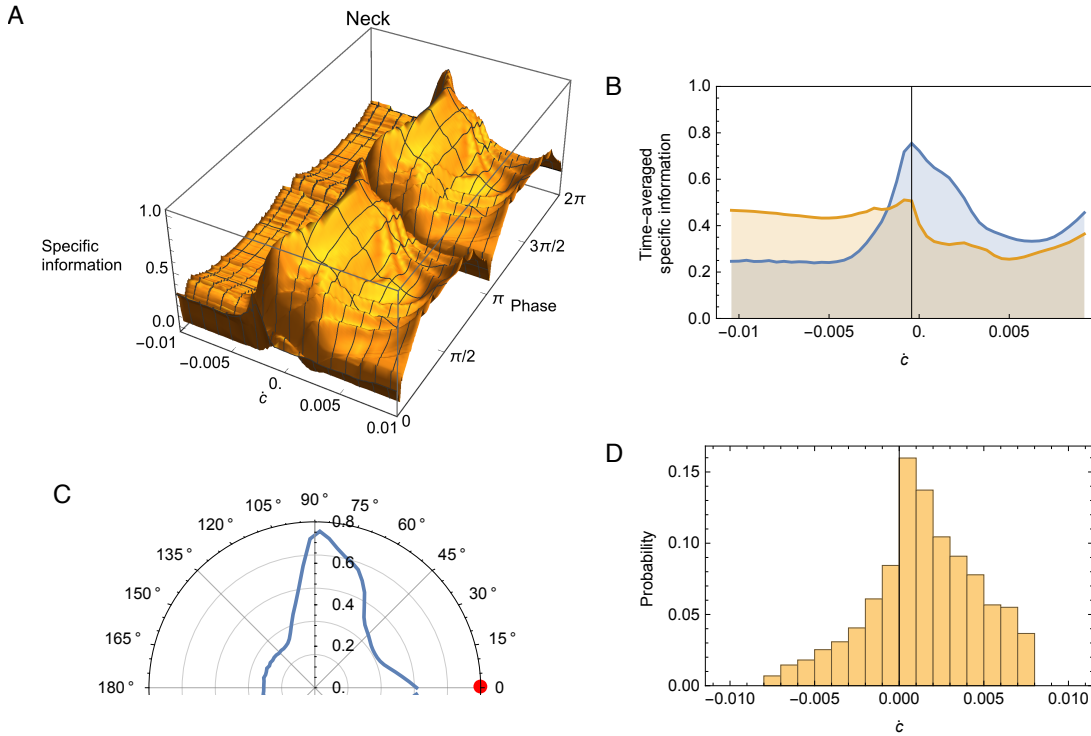 A
Neck
1.0
Specific
information
0.5
0.0
−0.01
−0.005
0.
ċ
0.005
0.01
0
π/2
π
Phase
3π/2
2π
B
1.0
0.8
0.6
0.4
0.2
0.0
Time-averaged
specific information
−0.01
−0.005
0.
0.005
ċ
C
90 °
105 °
75 °
120 °
60 °
135 °
45 °
150 °
30 °
165 °
15 °
180 °
0
0.8
0.6
0.4
0.2
0.
D
0.15
0.10
0.05
0.00
Probability
−0.010
−0.005
0.000
0.005
0.010
ċ